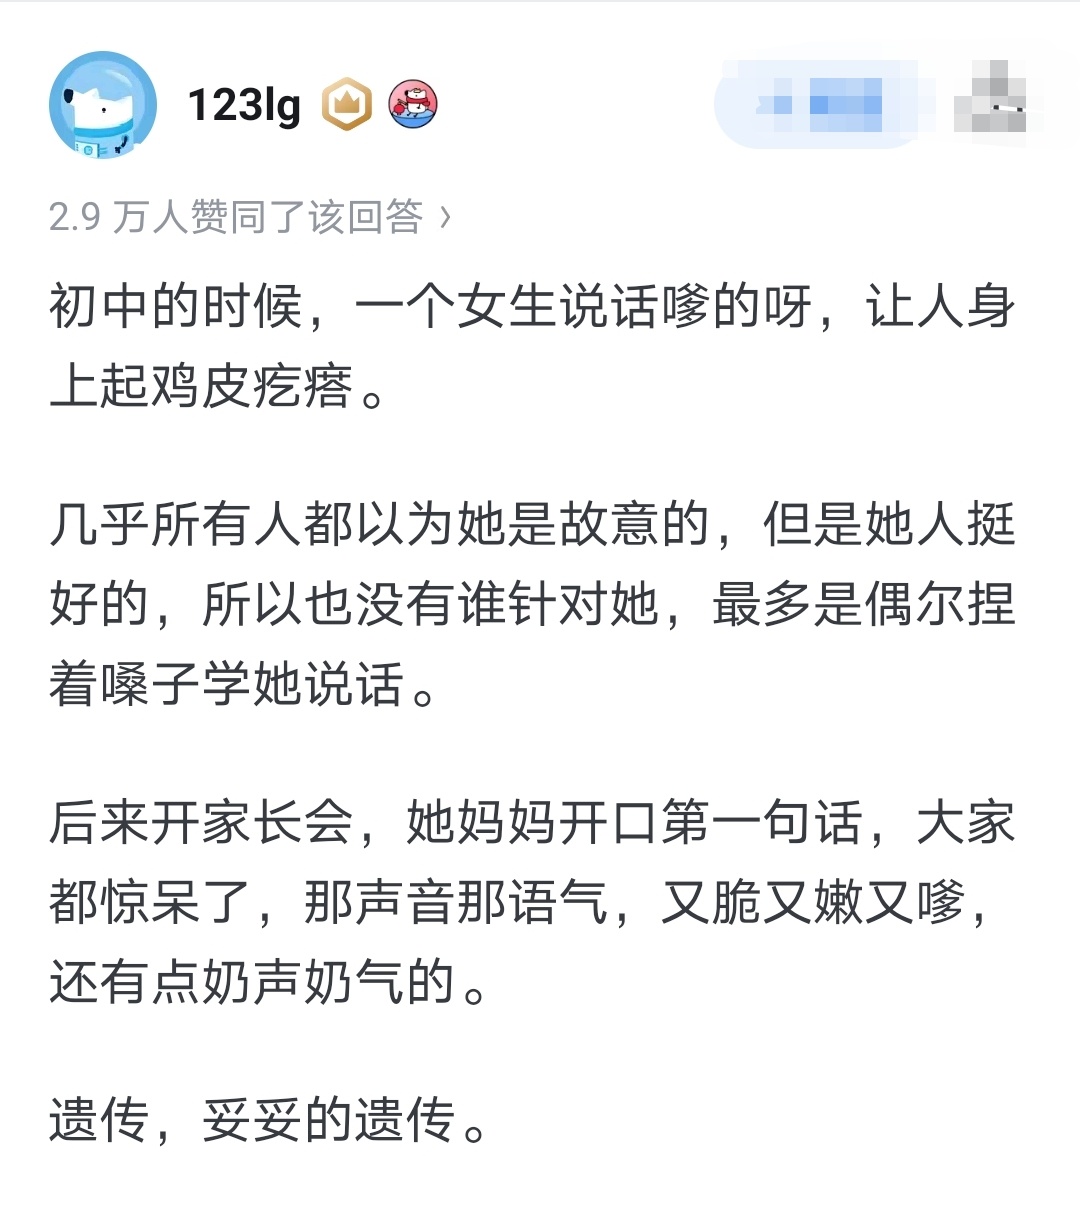 123lg
2.9 万人赞同了该回答 ›
初中的时候，一个女生说话嗲的呀，让人身
上起鸡皮疙瘩。
几乎所有人都以为她是故意的，但是她人挺
好的，所以也没有谁针对她，最多是偶尔捏
着嗓子学她说话。
后来开家长会，她妈妈开口第一句话，大家
都惊呆了，那声音那语气，又脆又嫩又嗲，
还有点奶声奶气的。
遗传，妥妥的遗传。